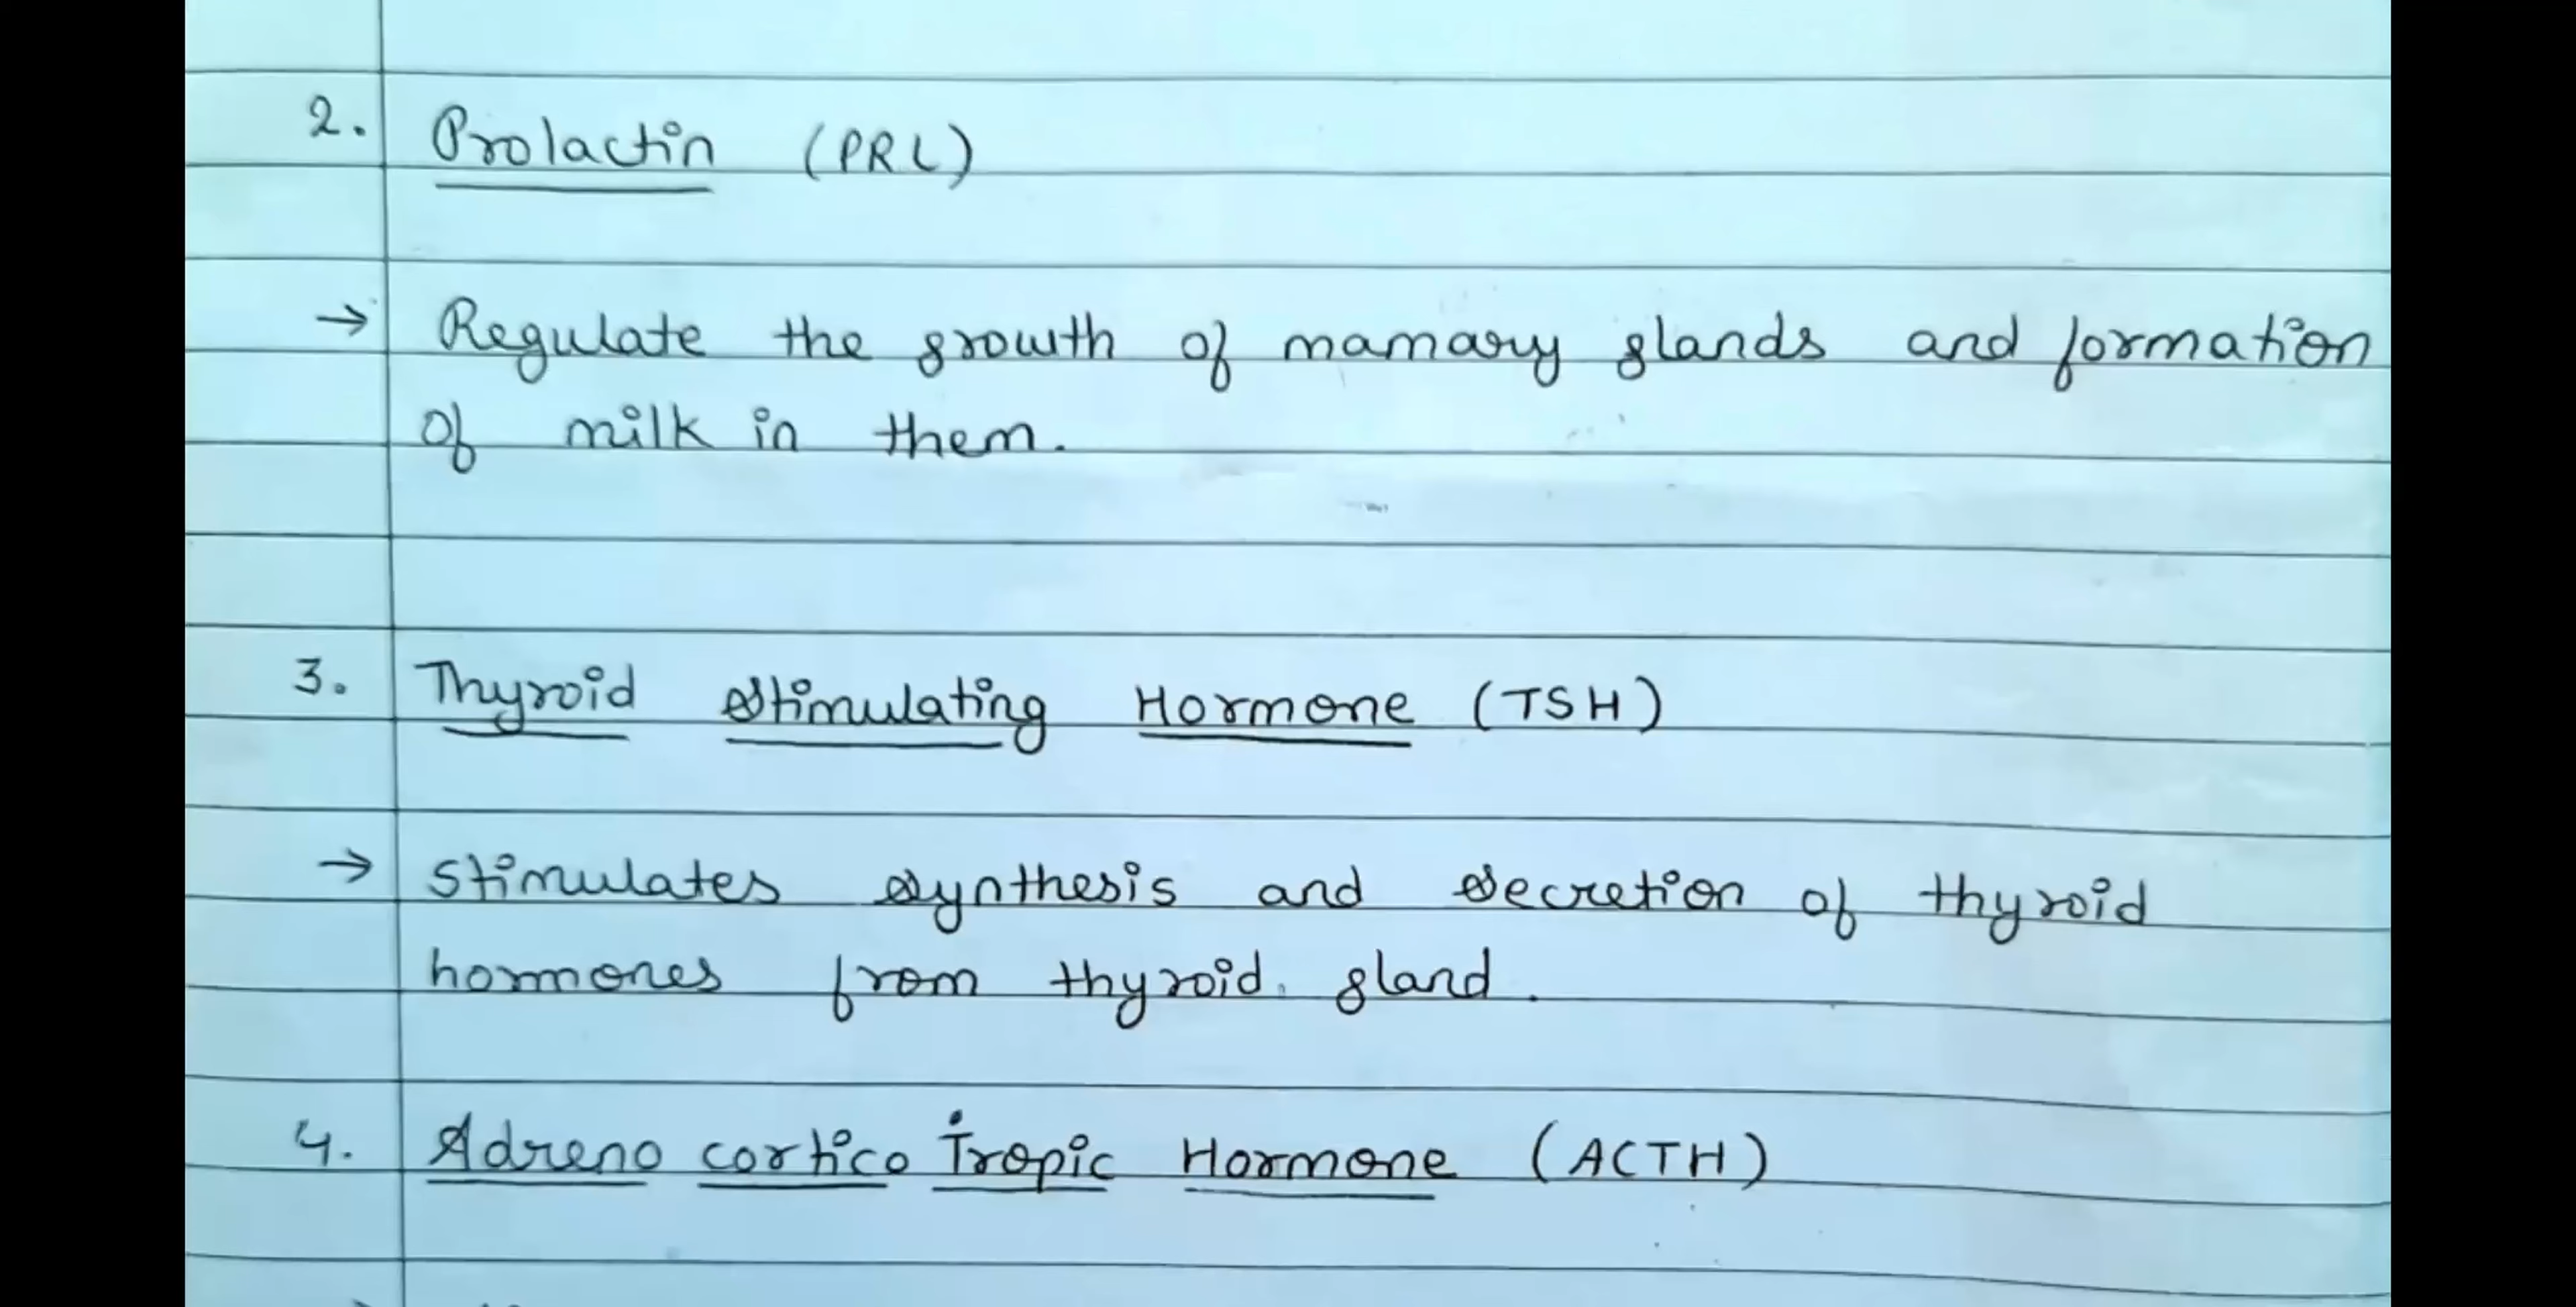 2. Prolactin (PRL)
→ Regulate the growth of mamary glands and formation
of milk in them.
3. Thyroid Stimulating Hormone (TSH)
→ Stimulates synthesis and secretion of thyroid
hormones from thyroid gland.
4. Adreno cortico Tropic Hormone (ACTH)